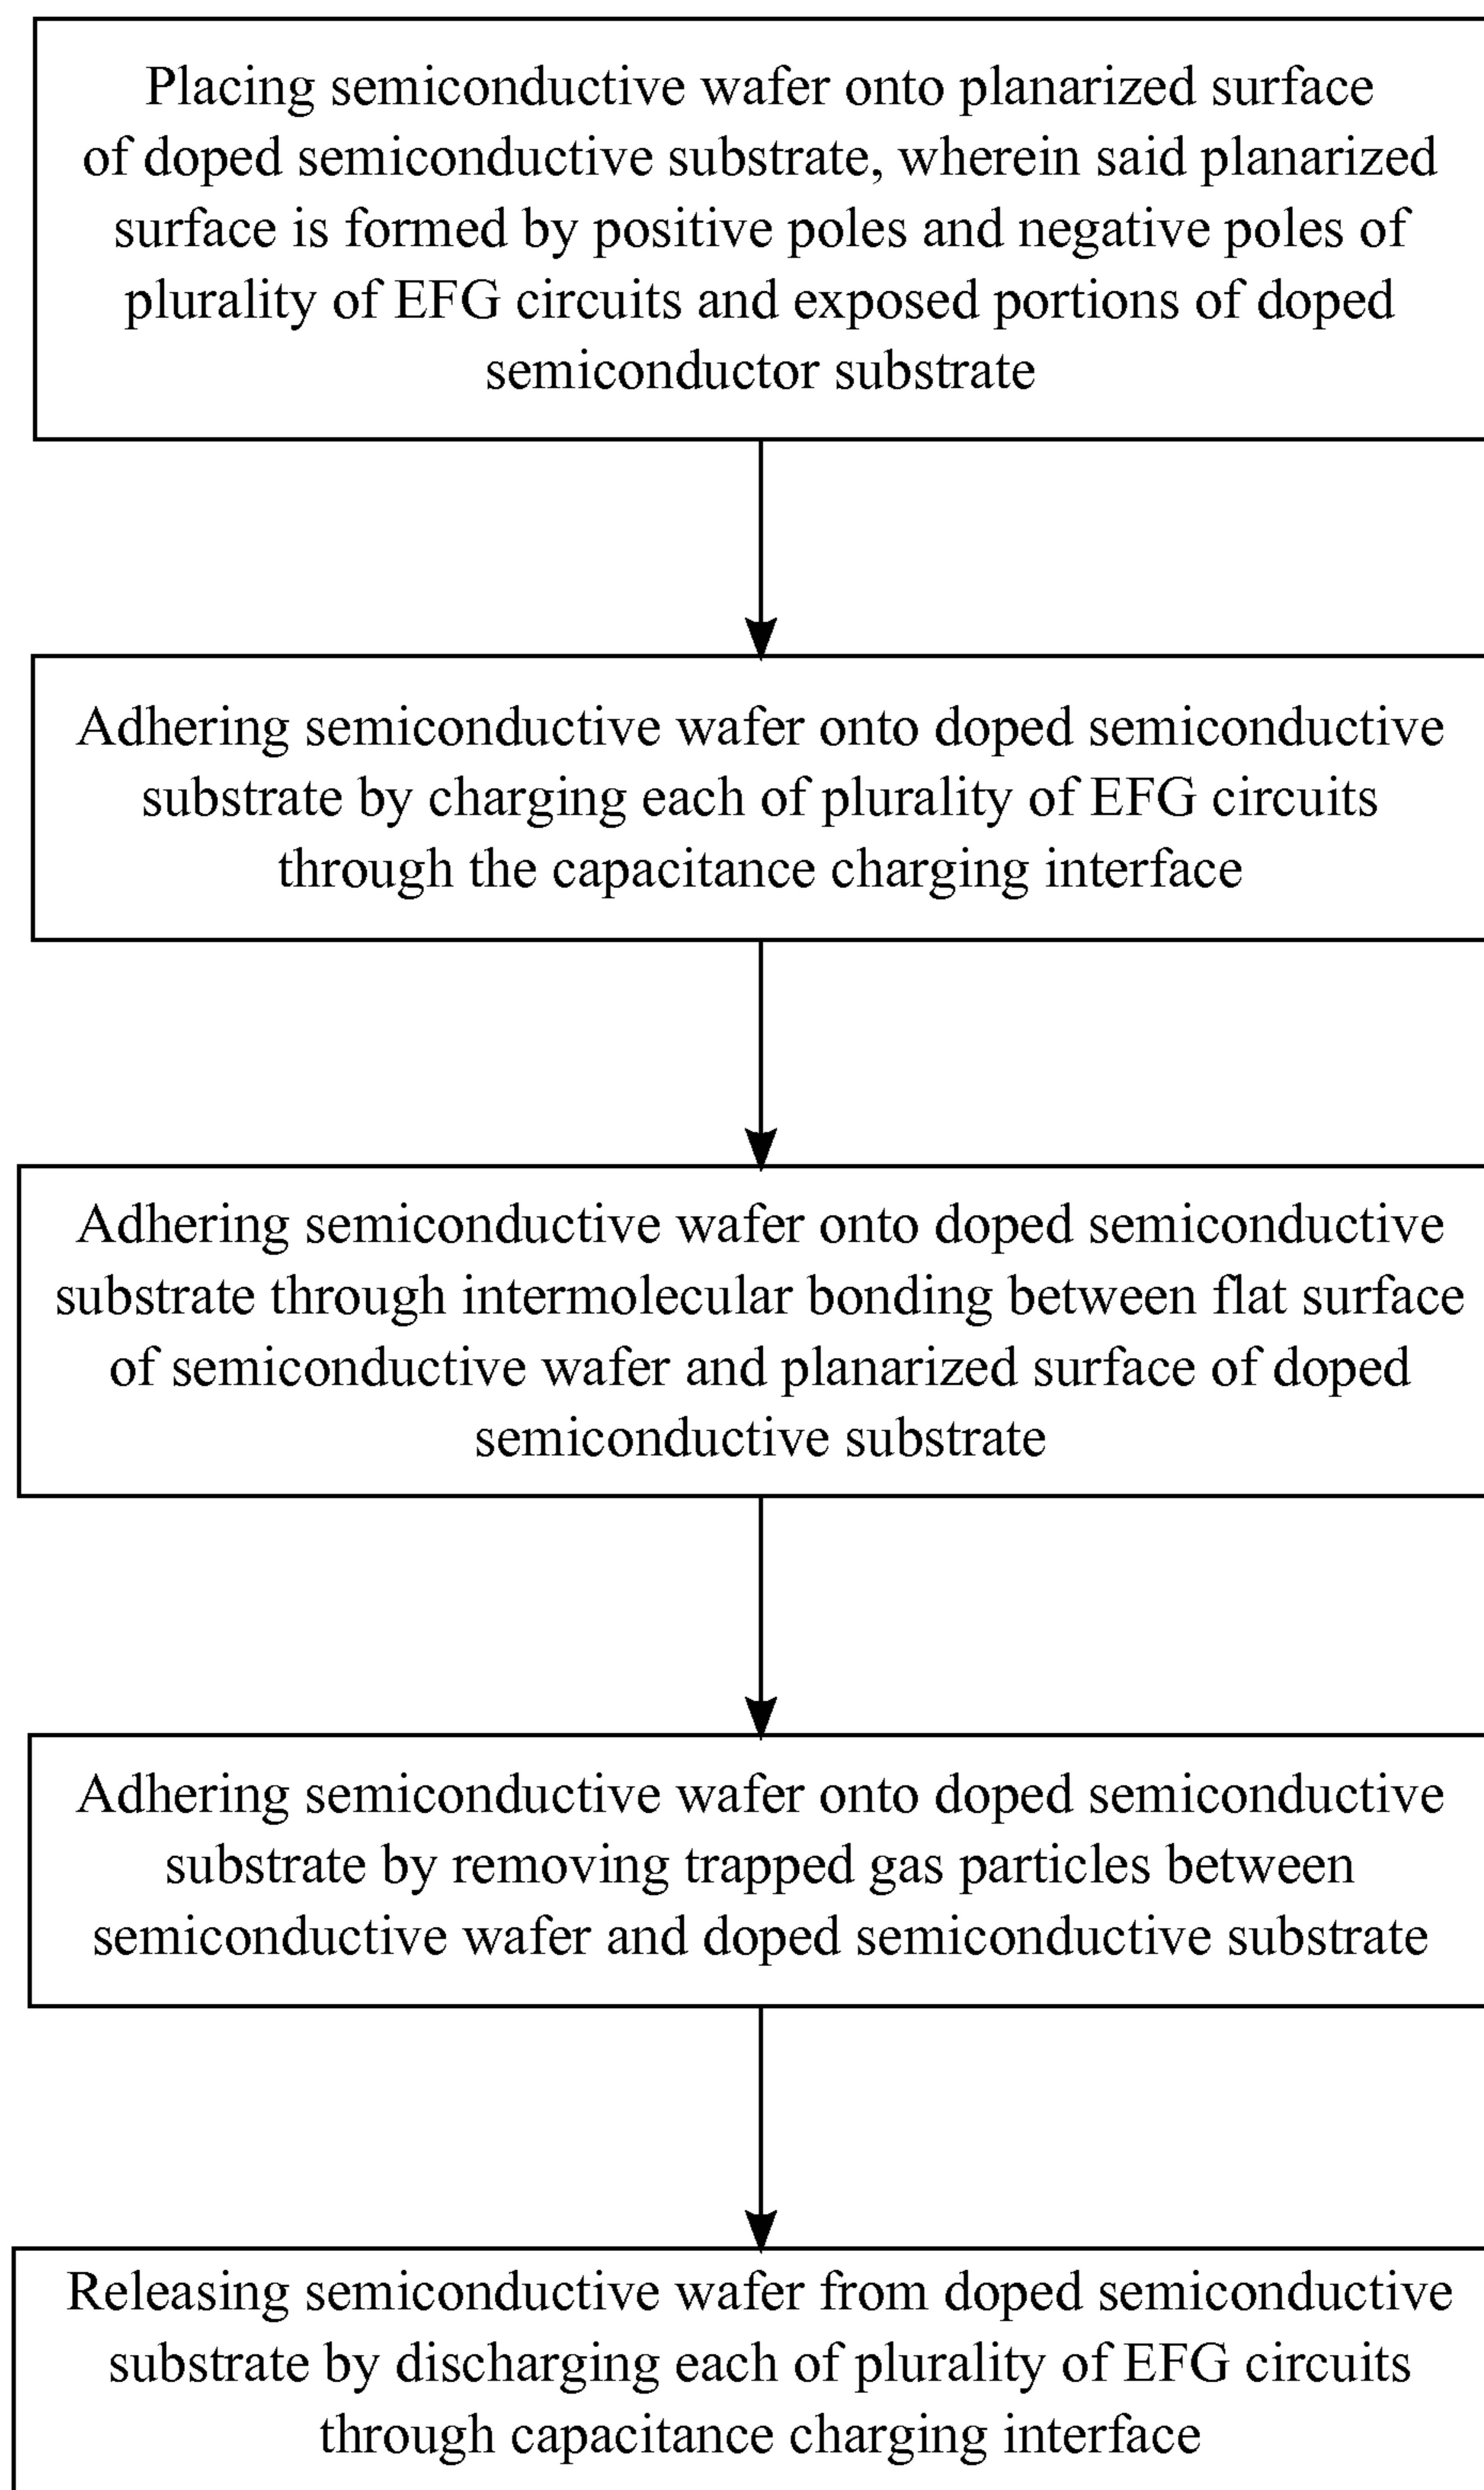 Placing semiconductive wafer onto planarized surface
of doped semiconductive substrate, wherein said planarized
surface is formed by positive poles and negative poles of
plurality of EFG circuits and exposed portions of doped
semiconductor substrate
Adhering semiconductive wafer onto doped semiconductive
substrate by charging each of plurality of EFG circuits
through the capacitance charging interface
Adhering semiconductive wafer onto doped semiconductive
substrate through intermolecular bonding between flat surface
of semiconductive wafer and planarized surface of doped
semiconductive substrate
Adhering semiconductive wafer onto doped semiconductive
substrate by removing trapped gas particles between
semiconductive wafer and doped semiconductive substrate
Releasing semiconductive wafer from doped semiconductive
substrate by discharging each of plurality of EFG circuits
through capacitance charging interface